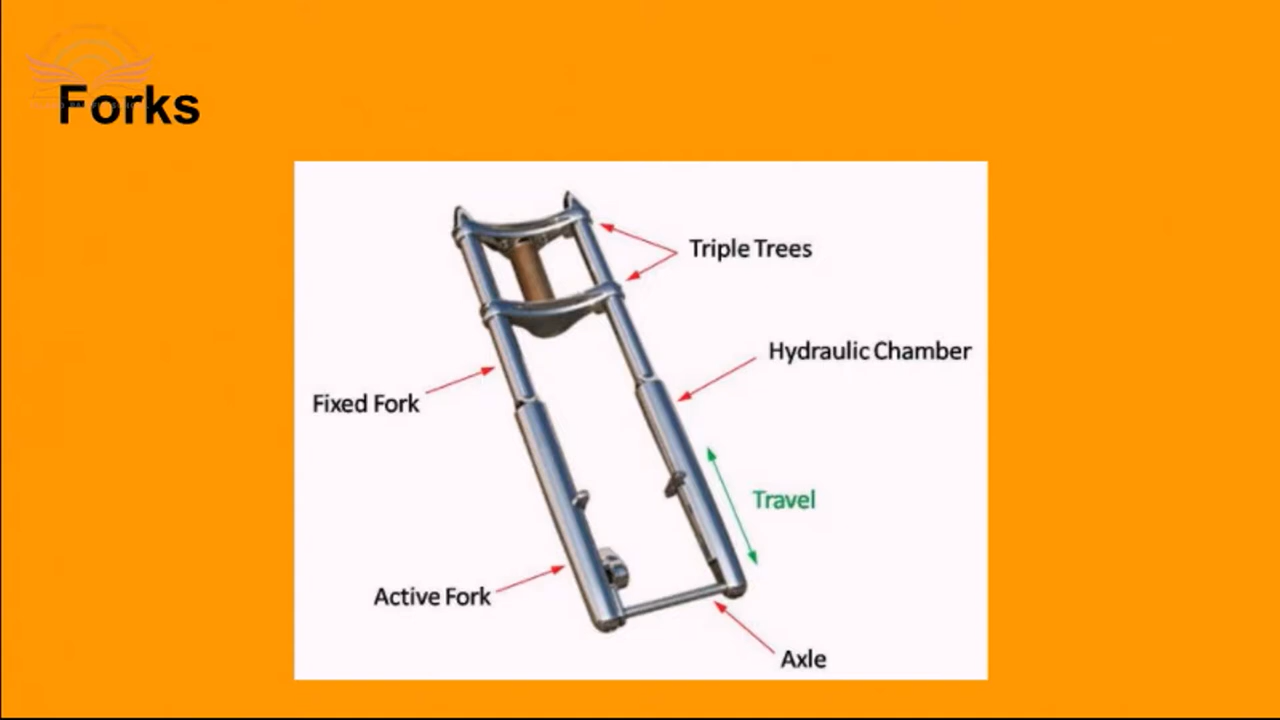 Forks
Triple Trees
Hydraulic Chamber
Fixed Fork
Travel
Active Fork
Axle